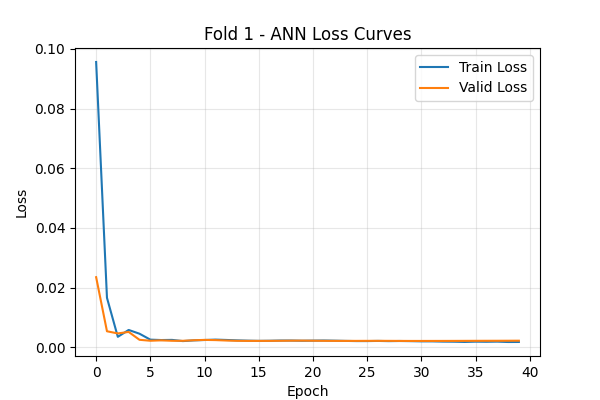 Fold 1 - ANN Loss Curves
0.10
0.08
0.06
0.04
0.02
0.00
Loss
Train Loss
Valid Loss
0 5 10 15 20 25 30 35 40
Epoch